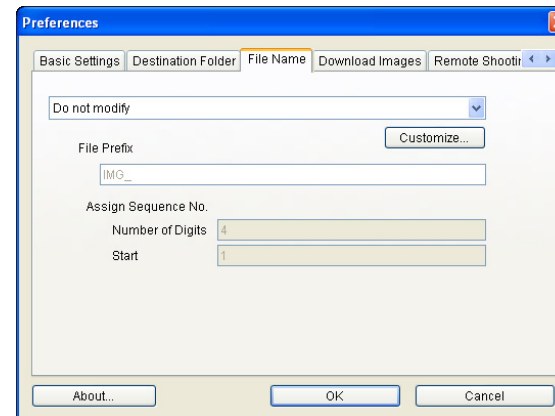 Preferences
Basic Settings Destination Folder File Name Download Images Remote Shootin
Do not modify
Customize...
File Prefix
IMG_
Assign Sequence No.
Number of Digits 4
Start 1
About... OK Cancel